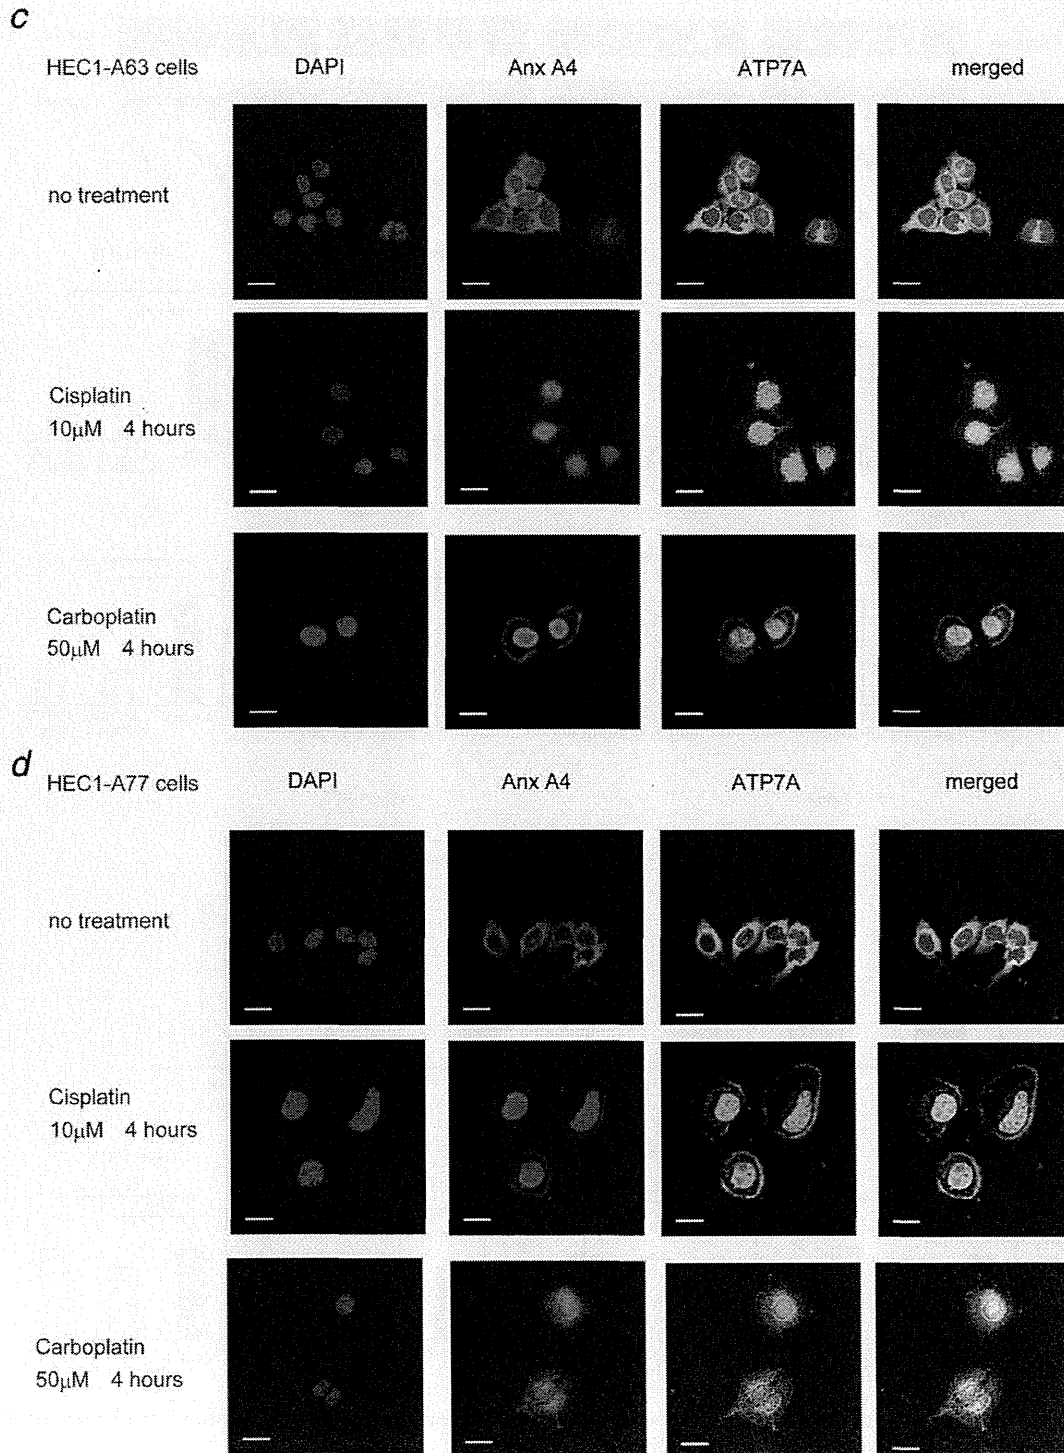 c
HEC1-A63 cells DAPI Anx A4 ATP7A merged
no treatment
Cisplatin
10μM 4 hours
Carboplatin
50μM 4 hours
d
HEC1-A77 cells DAPI Anx A4 ATP7A merged
no treatment
Cisplatin
10μM 4 hours
Carboplatin
50μM 4 hours